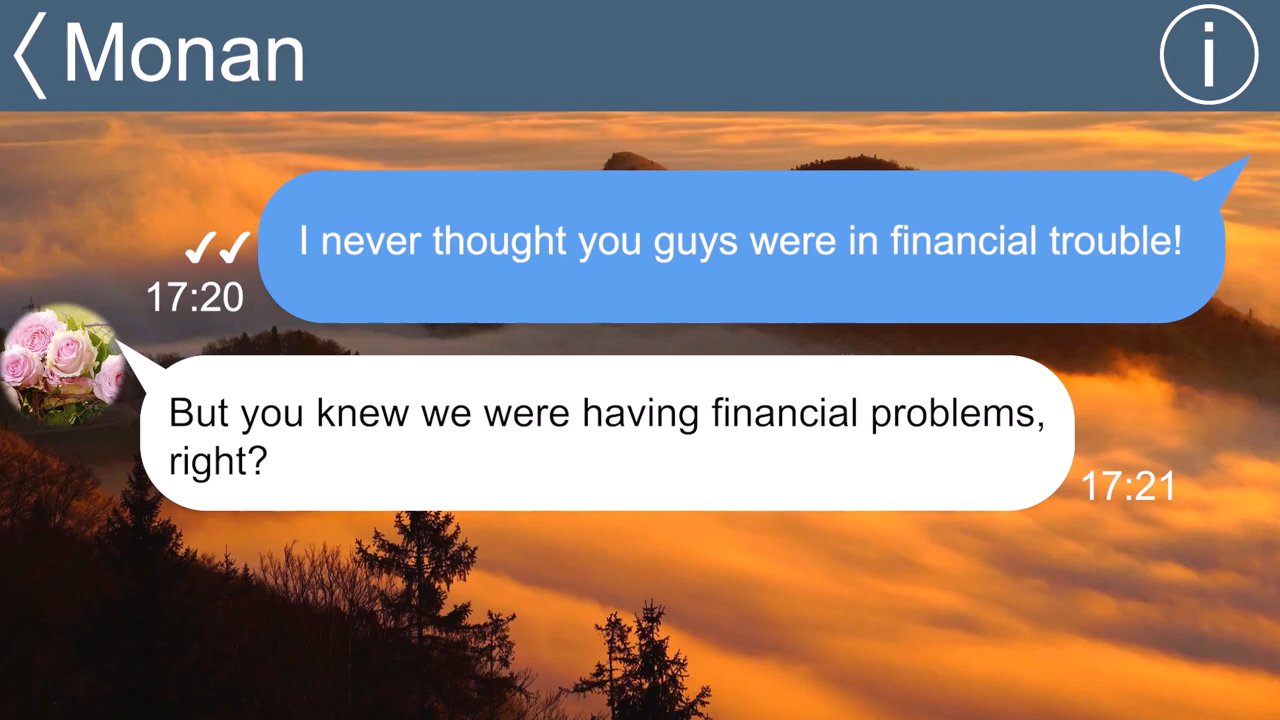 Monan
i
I never thought you guys were in financial trouble!
✓✓
17:20
But you knew we were having financial problems,
right?
17:21